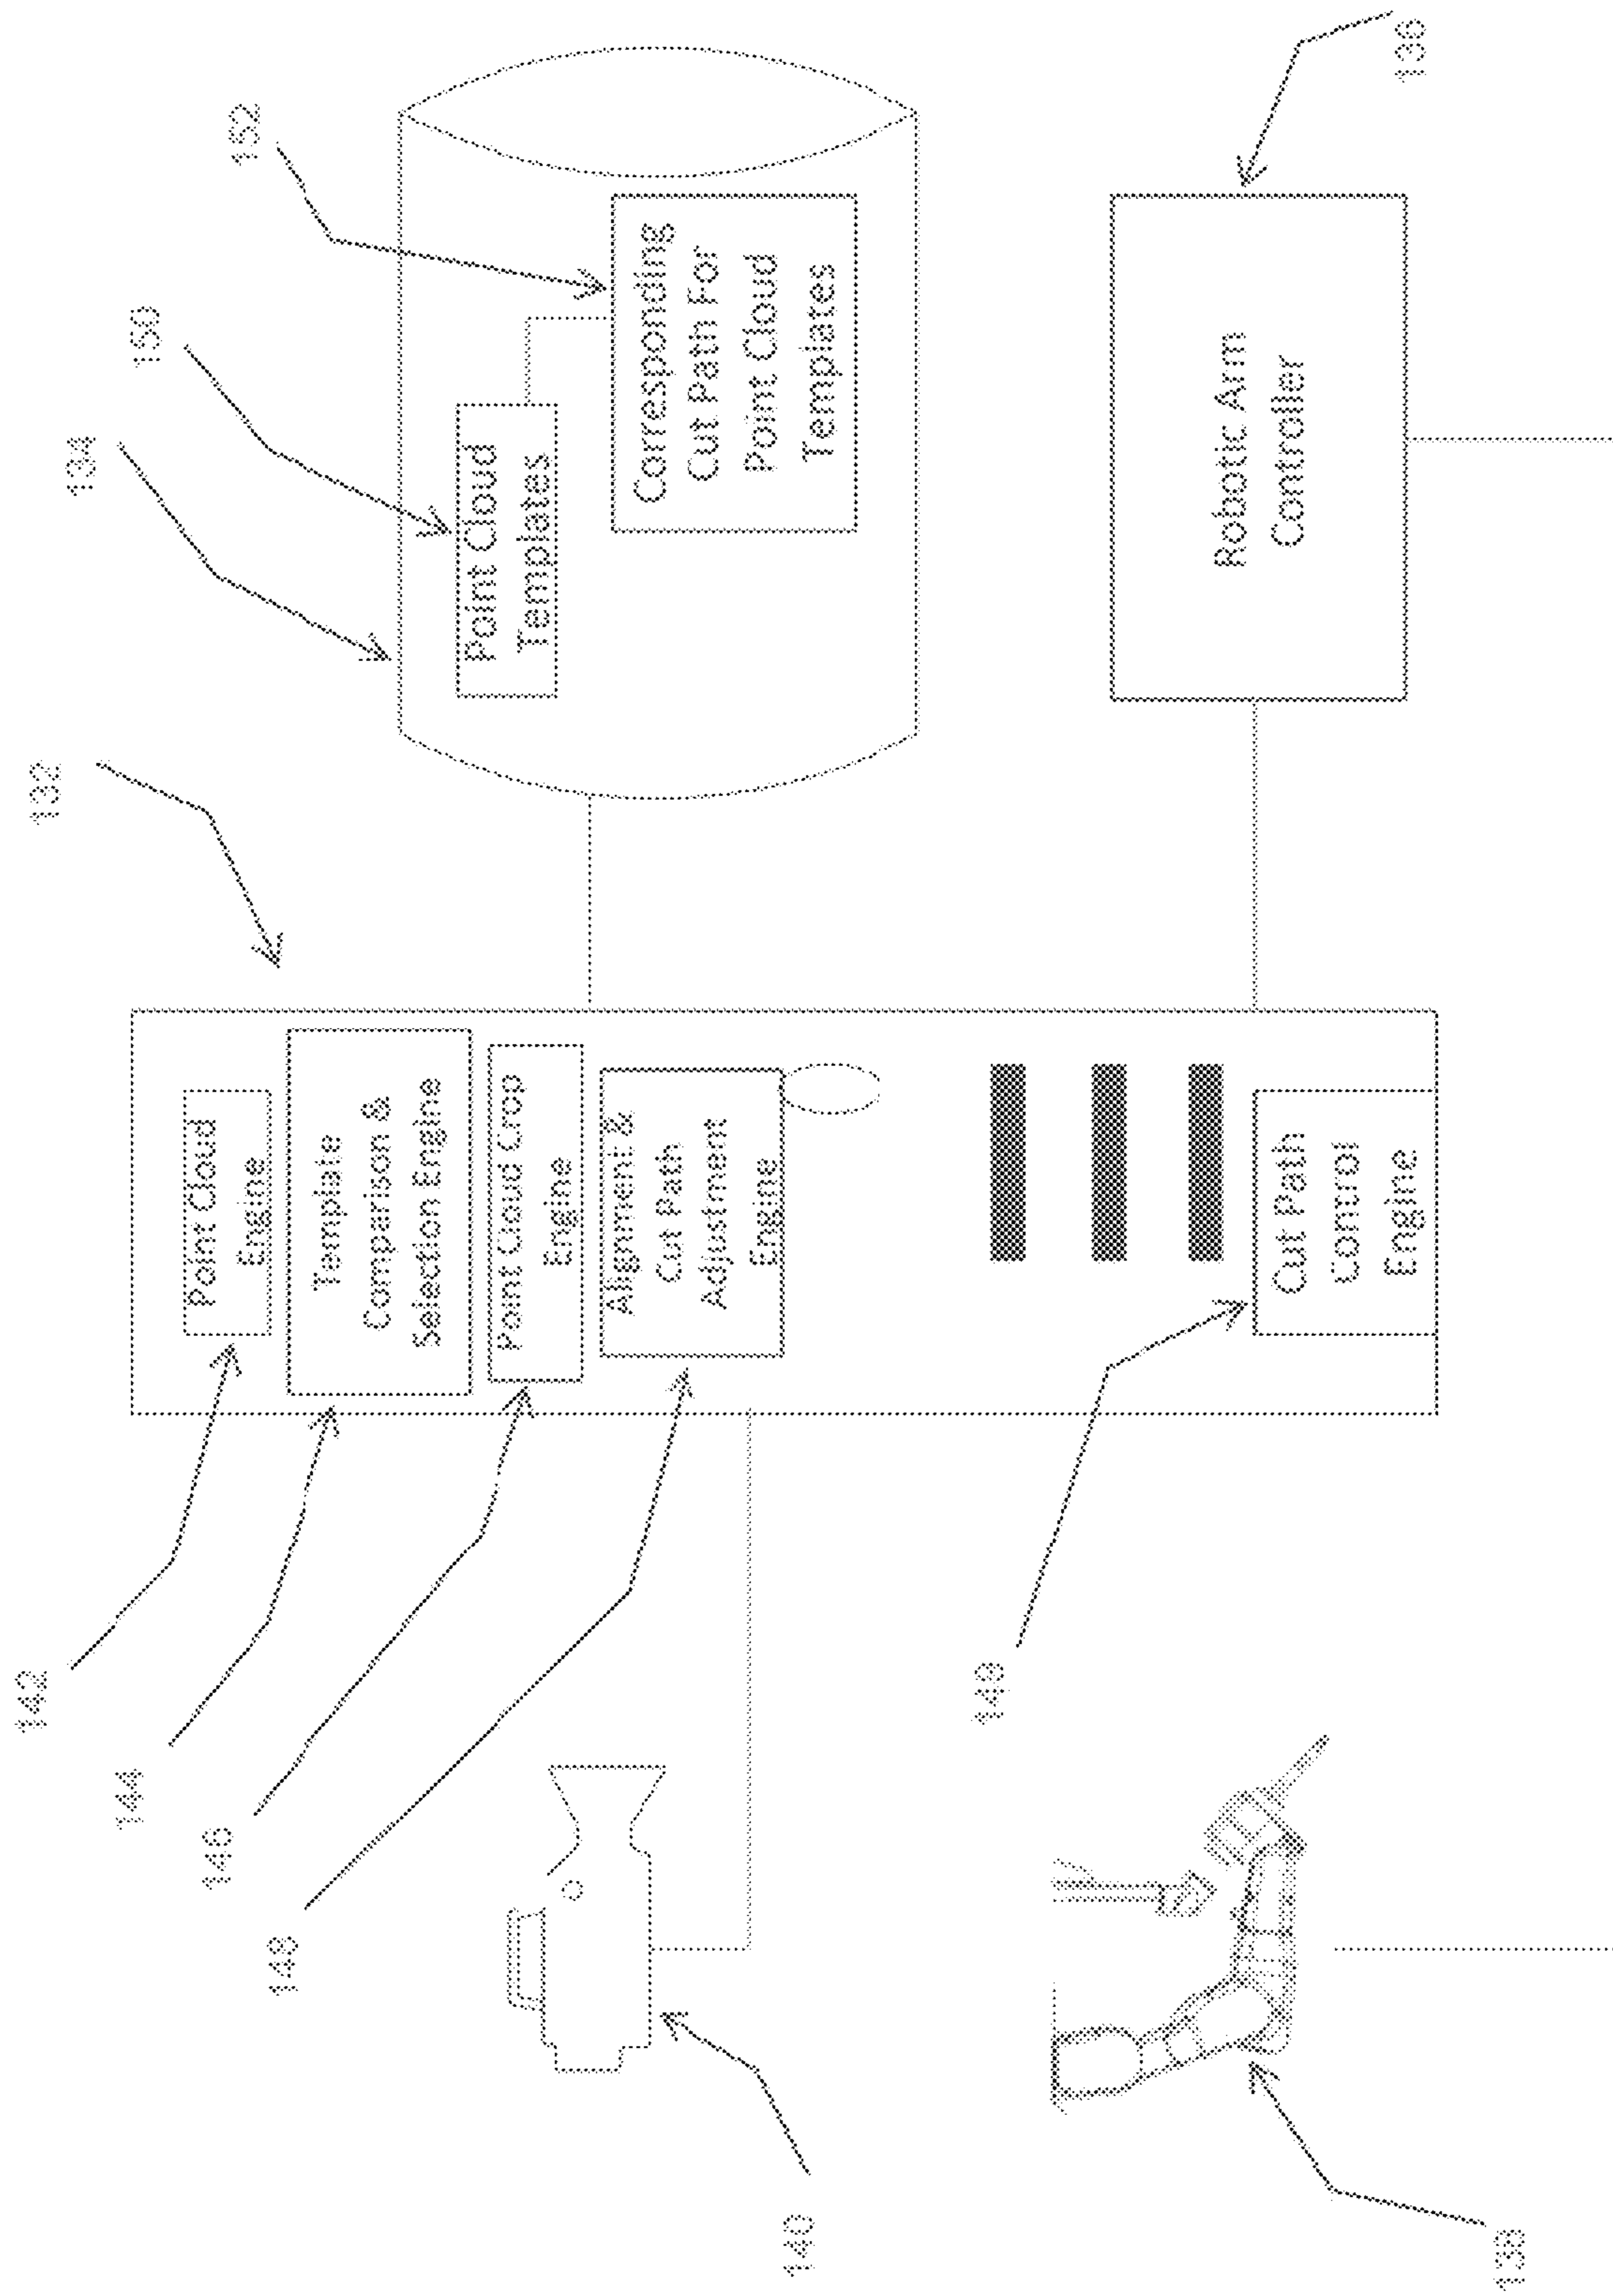 132
134
150
152
142
Point Cloud
Engine
144
Template
Comparison &
Selection Engine
146
Point Cloud Crop
Engine
148
Alignment &
Cut Path
Adjustment
Engine
149
Cut Path
Control
Engine
Point Cloud
Templates
Corresponding
Cut Path For
Point Cloud
Templates
Robotic Arm
Controller
136
140
138